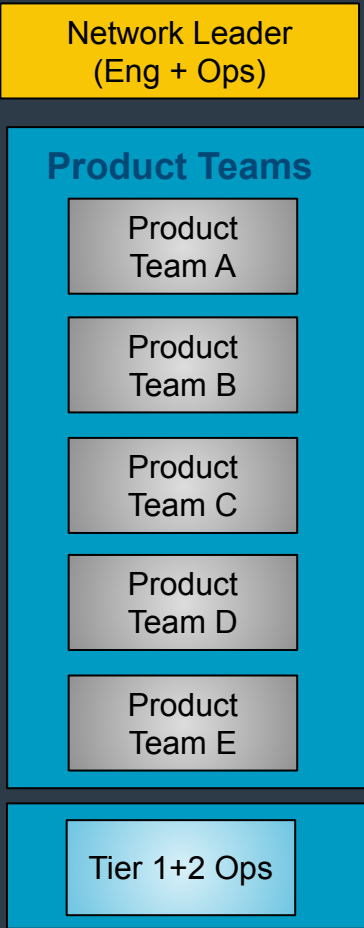 Network Leader
(Eng + Ops)
Product Teams
Product
Team A
Product
Team B
Product
Team C
Product
Team D
Product
Team E
Tier 1+2 Ops